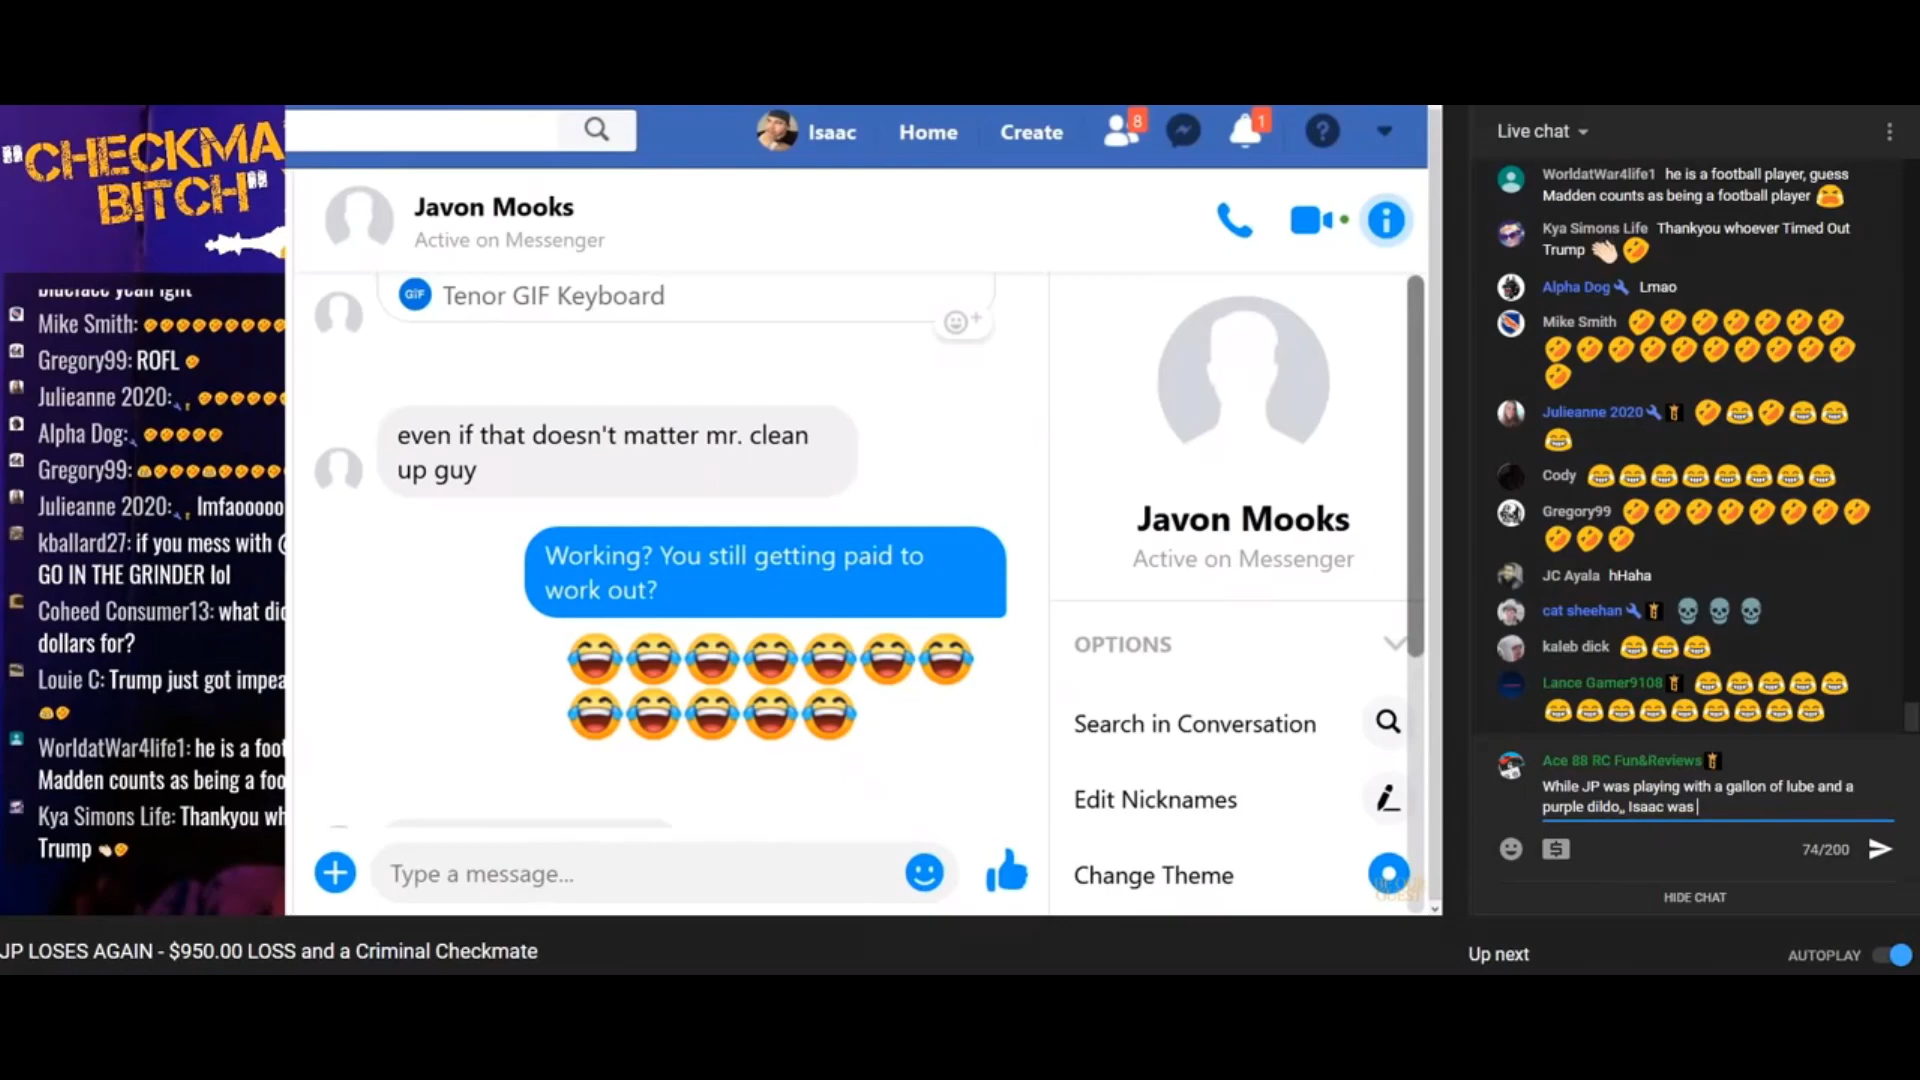 "CHECKMA
BITCH"
Mike Smith:
Gregory99: ROFL
Julieanne 2020:
Alpha Dog:
Gregory99:
Julieanne 2020: lmfaooooo
kballard27: if you mess with @
GO IN THE GRINDER lol
Coheed Consumer13: what did
dollars for?
Louie C: Trump just got impea
WorldatWar4life1: he is a foot
Madden counts as being a foo
Kya Simons Life: Thankyou wh
Trump 👏🏻🤣
Isaac
Home
Create
8
1
Javon Mooks
Active on Messenger
GIF Tenor GIF Keyboard
even if that doesn't matter mr. clean
up guy
Working? You still getting paid to
work out?
😂😂😂😂😂😂😂
😂😂😂😂😂
Type a message...
Javon Mooks
Active on Messenger
OPTIONS
Search in Conversation
Edit Nicknames
Change Theme
JP LOSES AGAIN - $950.00 LOSS and a Criminal Checkmate
Live chat
WorldatWar4life1 he is a football player, guess
Madden counts as being a football player
Kya Simons Life Thankyou whoever Timed Out
Trump 👏🏻🤣
Alpha Dog Lmao
Mike Smith 🤣🤣🤣🤣🤣🤣🤣
🤣🤣🤣🤣🤣🤣🤣🤣🤣🤣
🤣
Julieanne 2020 🤣😂🤣😂😂
😂
Cody 😂😂😂😂😂😂😂😂
Gregory99 🤣🤣🤣🤣🤣🤣🤣🤣
🤣🤣🤣
JC Ayala hHaha
cat sheehan 💀💀💀
kaleb dick 😂😂😂
Lance Gamer9108 😂😂😂😂😂
😂😂😂😂😂😂😂😂😂
Ace 88 RC Fun&Reviews
While JP was playing with a gallon of lube and a
purple dildo,, Isaac was
74/200
HIDE CHAT
Up next
AUTOPLAY